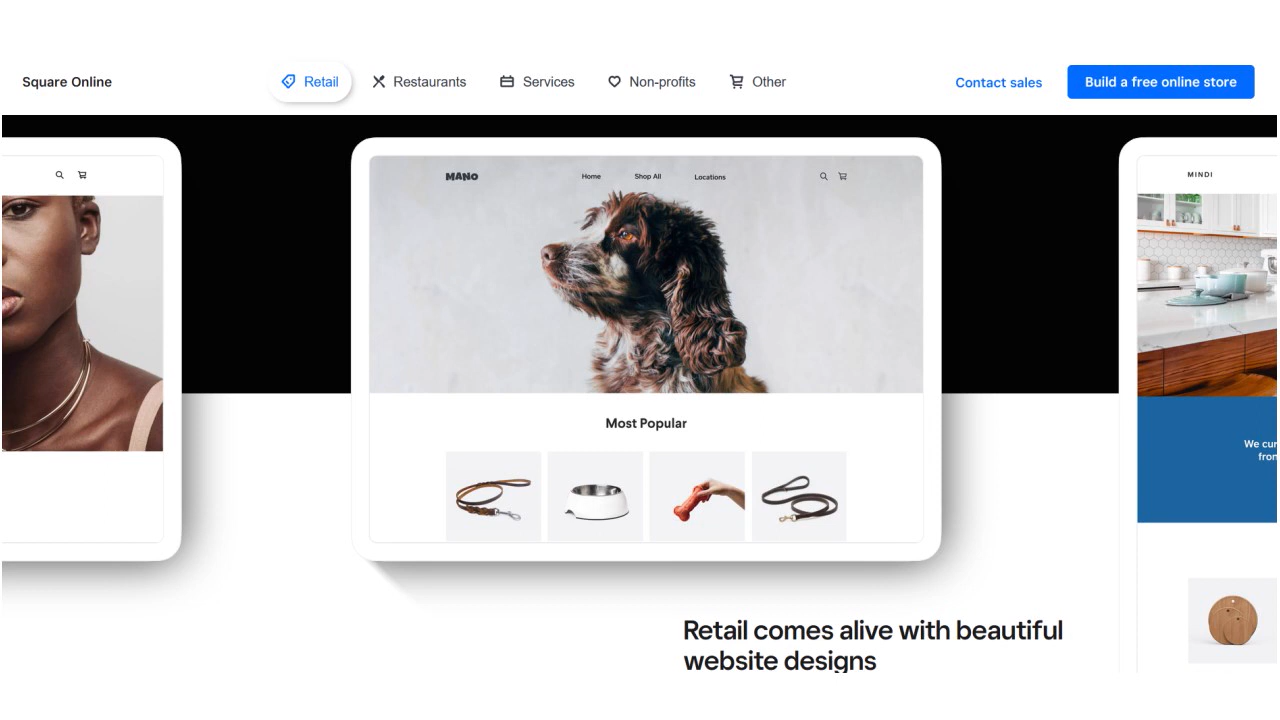 Square Online
Retail
Restaurants
Services
Non-profits
Other
Contact sales
Build a free online store
MANO
Home
Shop All
Locations
Most Popular
MINDI
We cur
fron
Retail comes alive with beautiful
website designs